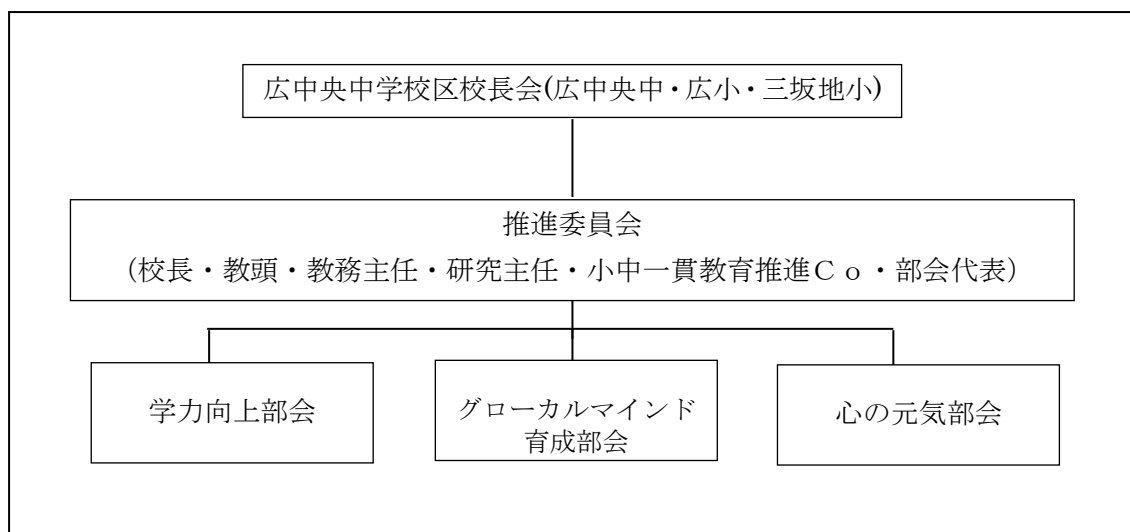 広中央中学校区校長会(広中央中・広小・三坂地小)
推進委員会
（校長・教頭・教務主任・研究主任・小中一貫教育推進Ｃｏ・部会代表）
学力向上部会
グローカルマインド
育成部会
心の元気部会